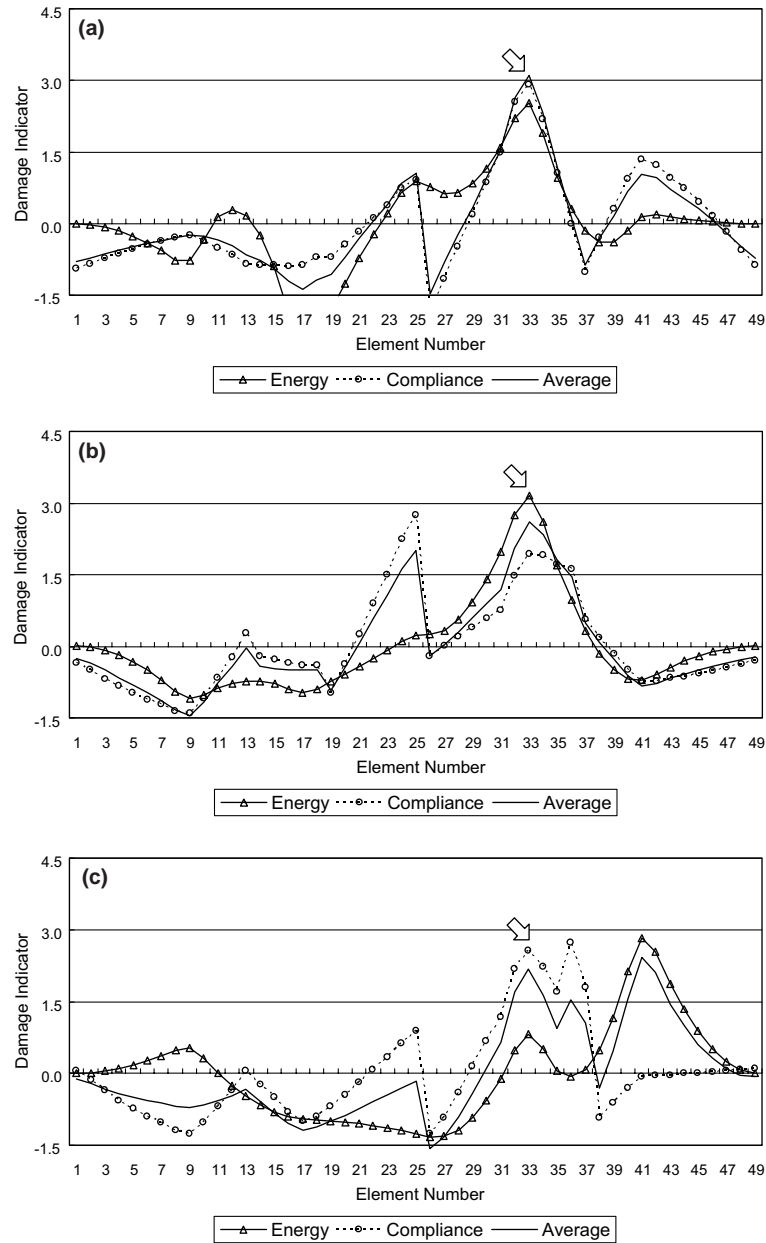 (a)
4.5
3.0
1.5
0.0
-1.5
Damage Indicator
1 3 5 7 9 11 13 15 17 19 21 23 25 27 29 31 33 35 37 39 41 43 45 47 49
Element Number
Energy Compliance Average
(b)
4.5
3.0
1.5
0.0
-1.5
Damage Indicator
1 3 5 7 9 11 13 15 17 19 21 23 25 27 29 31 33 35 37 39 41 43 45 47 49
Element Number
Energy Compliance Average
(c)
4.5
3.0
1.5
0.0
-1.5
Damage Indicator
1 3 5 7 9 11 13 15 17 19 21 23 25 27 29 31 33 35 37 39 41 43 45 47 49
Element Number
Energy Compliance Average